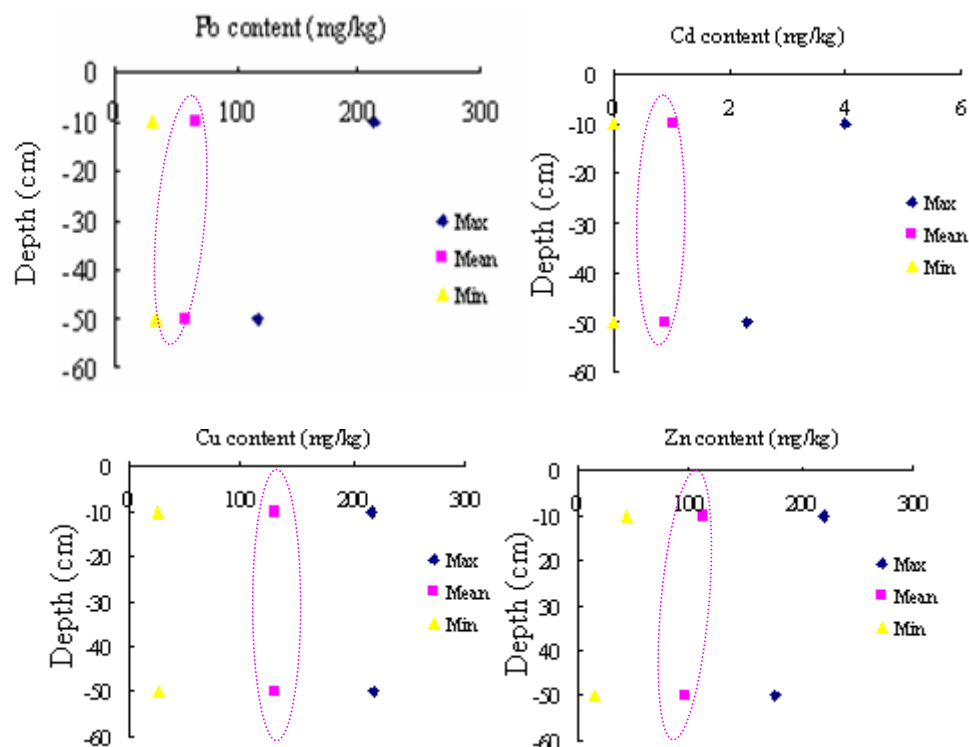 Pb content (mg/kg)
0
0 100 200 300
-10
-20
-30
-40
-50
-60
Depth (cm)
Max
Mean
Min
Cd content (mg/kg)
0
0 2 4 6
-10
-20
-30
-40
-50
-60
Depth (cm)
Max
Mean
Min
Cu content (mg/kg)
0
0 100 200 300
-10
-20
-30
-40
-50
-60
Depth (cm)
Max
Mean
Min
Zn content (mg/kg)
0
0 100 200 300
-10
-20
-30
-40
-50
-60
Depth (cm)
Max
Mean
Min